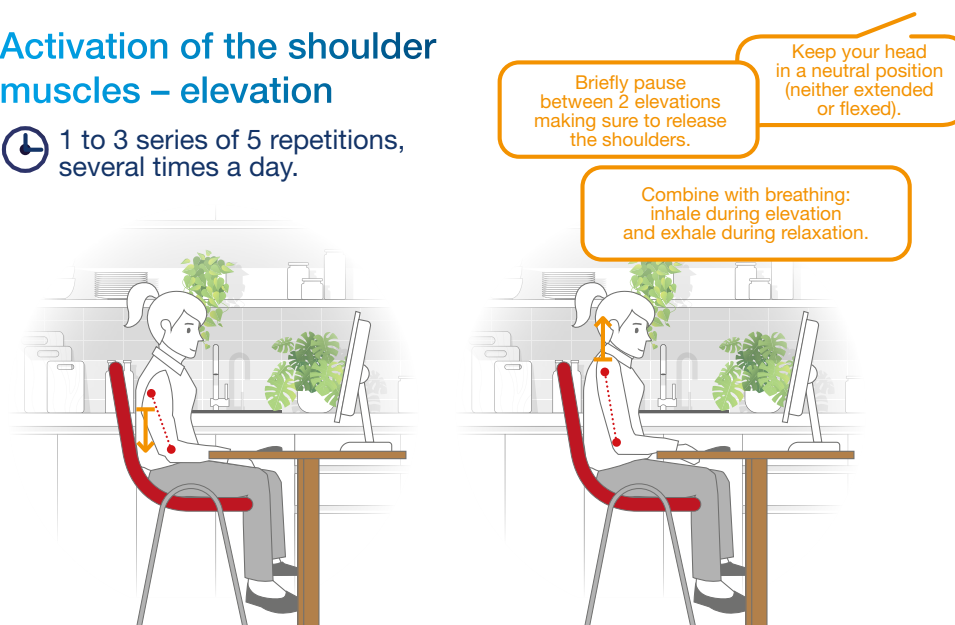 Activation of the shoulder
muscles – elevation
1 to 3 series of 5 repetitions,
several times a day.
Keep your head
in a neutral position
(neither extended
or flexed).
Briefly pause
between 2 elevations
making sure to release
the shoulders.
Combine with breathing:
inhale during elevation
and exhale during relaxation.